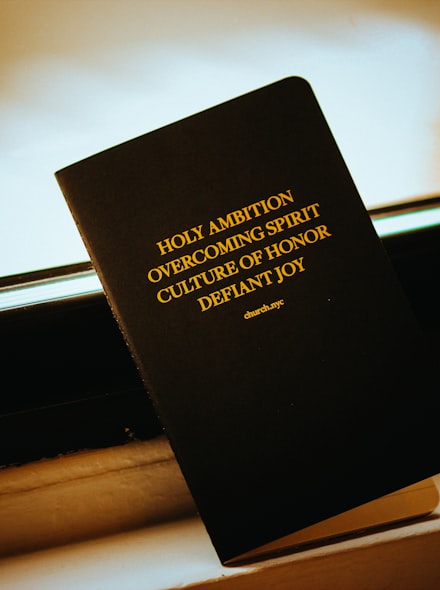 HOLY AMBITION
OVERCOMING SPIRIT
CULTURE OF HONOR
DEFIANT JOY
church.nyc